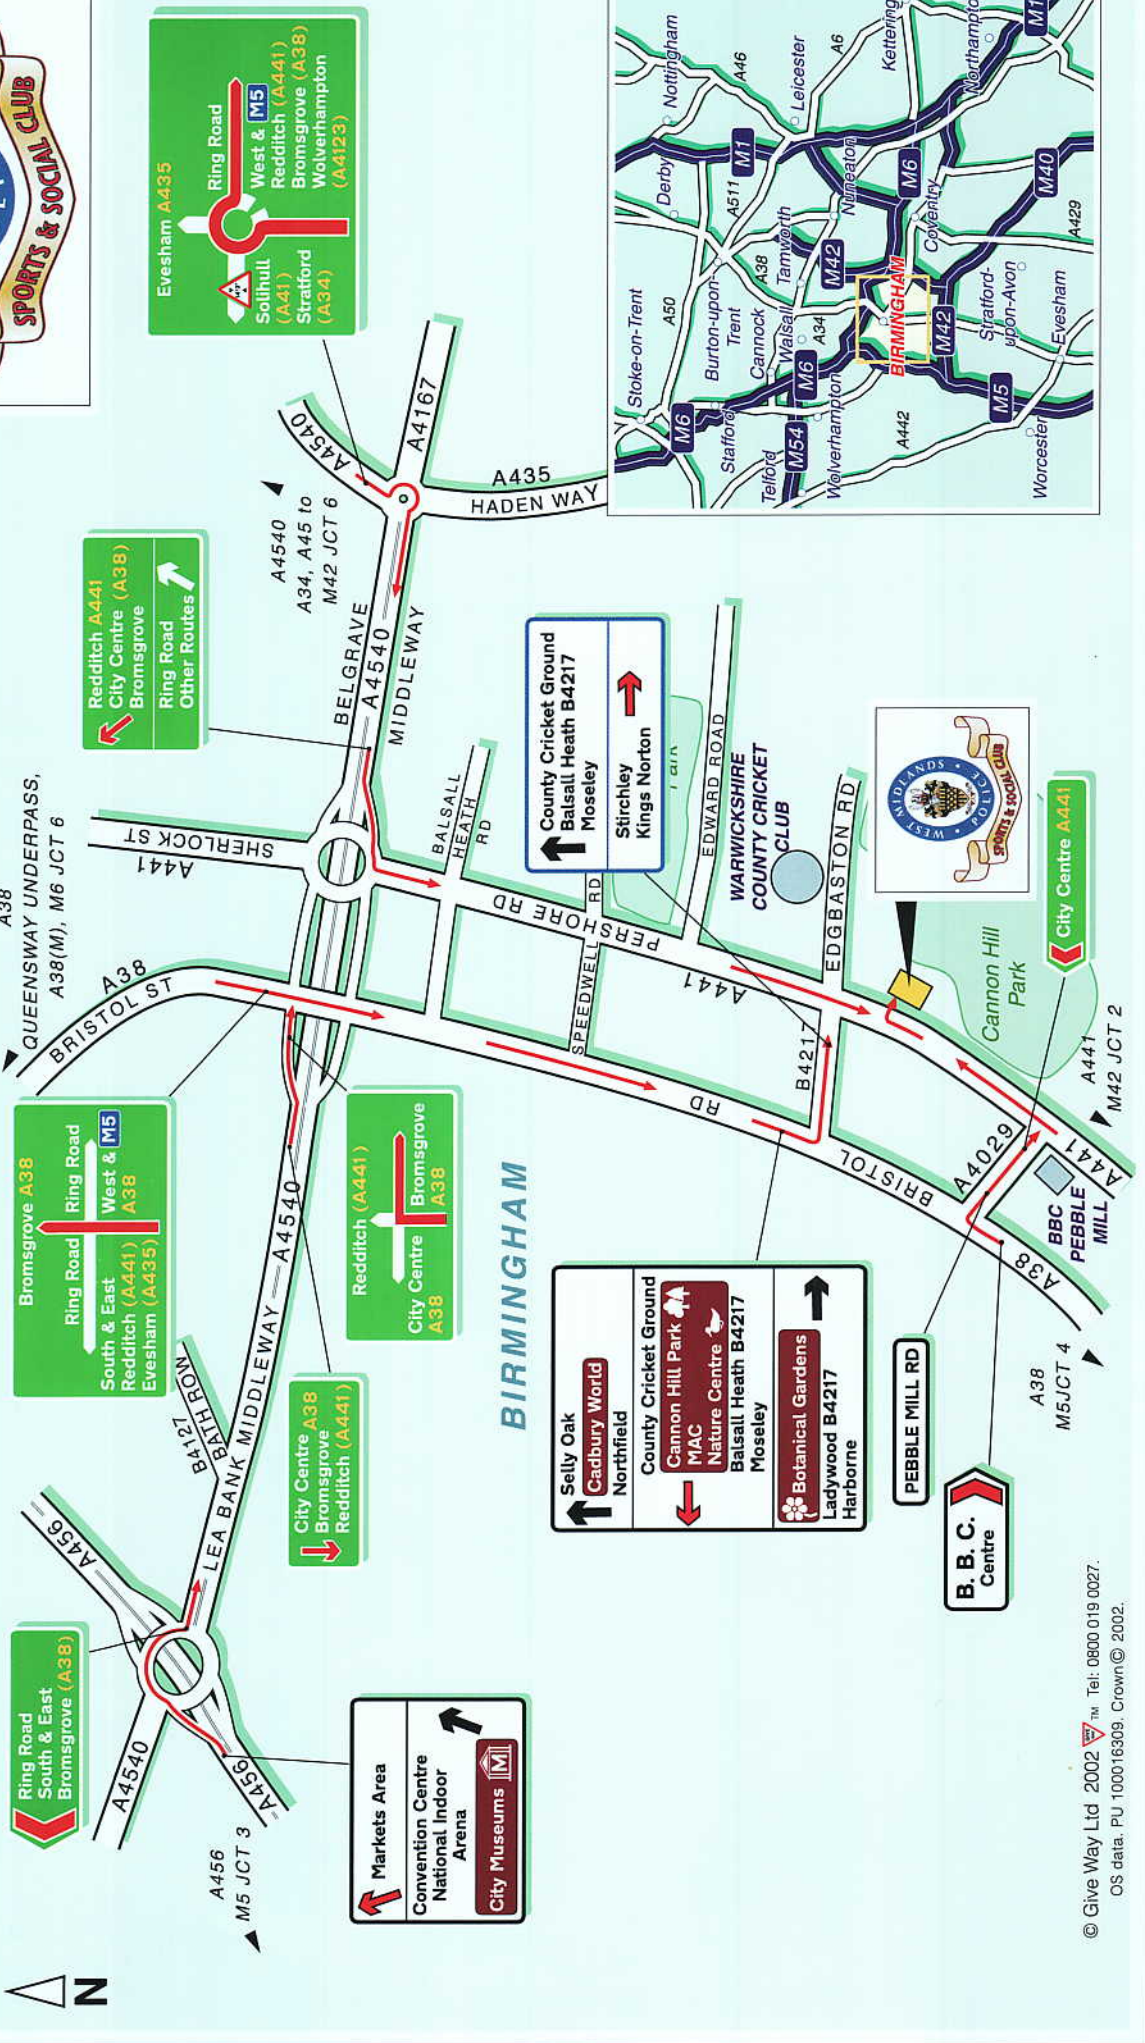 SPORTS & SOCIAL CLUB
Evesham A435
Ring Road
Solihull
(A41)
Stratford
(A34)
West & M5
Redditch (A441)
Bromsgrove (A38)
Wolverhampton
(A4123)
Redditch A441
City Centre (A38)
Bromsgrove
Ring Road
Other Routes
A38
QUEENSWAY UNDERPASS,
A38(M), M6 JCT 6
Bromsgrove A38
Ring Road
Ring Road
South & East
Redditch (A441)
Evesham (A435)
West & M5
A38
Ring Road
South & East
Bromsgrove (A38)
N
A456
M5 JCT 3
A4540
A456
A456
B4127
BATH ROW
LEA BANK MIDDLEWAY
A4540
BRISTOL ST
A38
A441
SHERLOCK ST
BELGRAVE
A4540
MIDDLEWAY
A4540
A34, A45 to
M42 JCT 6
A4540
A4167
A435
HADEN WAY
City Centre A38
Bromsgrove
Redditch (A441)
Redditch (A441)
City Centre
A38
Bromsgrove
A38
Markets Area
Convention Centre
National Indoor
Arena
City Museums M
BIRMINGHAM
BALSALL
HEATH
RD
PERSHORE RD
A441
SPEEDWELL
RD
EDWARD ROAD
WARWICKSHIRE
COUNTY CRICKET
CLUB
EDGBASTON RD
B4217
BRISTOL
RD
County Cricket Ground
Balsall Heath B4217
Moseley
Stirchley
Kings Norton
Selly Oak
Cadbury World
Northfield
County Cricket Ground
Cannon Hill Park
MAC
Nature Centre
Balsall Heath B4217
Moseley
Botanical Gardens
Ladywood B4217
Harborne
WEST MIDLANDS • POLICE
SPORTS & SOCIAL CLUB
Cannon Hill
Park
City Centre A441
A4029
A441
A441
M42 JCT 2
BBC
PEBBLE
MILL
A38
A38
M5JCT 4
PEBBLE MILL RD
B. B. C.
Centre
Stoke-on-Trent
Derby
Nottingham
A46
Leicester
A6
Kettering
M1
A50
A511
M1
M6
Stafford
Burton-upon-
Trent
A38
Cannock
Tamworth
Nuneaton
Telford
M54
M6
Walsall
A34
M42
M6
Northampto
Wolverhampton
BIRMINGHAM
Coventry
A442
M42
M40
Stratford-
upon-Avon
A429
M5
Worcester
Evesham
© Give Way Ltd 2002 TM Tel: 0800 019 0027.
OS data. PU 100016309. Crown © 2002.